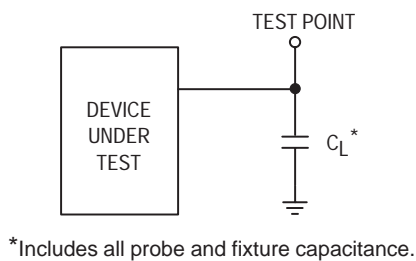 TEST POINT
DEVICE
UNDER
TEST
CL*
*Includes all probe and fixture capacitance.